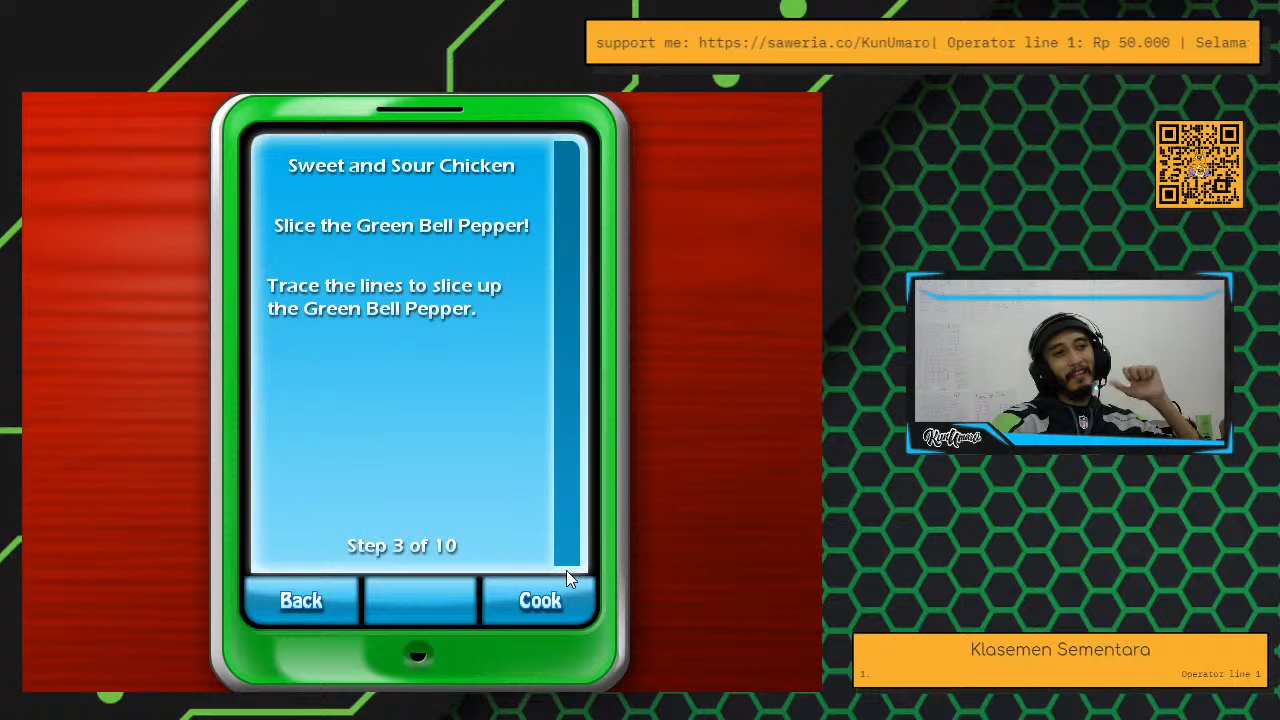 support me: https://saweria.co/KunUmaro| Operator line 1: Rp 50.000 | Selama
Sweet and Sour Chicken
Slice the Green Bell Pepper!
Trace the lines to slice up
the Green Bell Pepper.
Step 3 of 10
Back
Cook
KunUmaro
Klasemen Sementara
1. Operator line 1